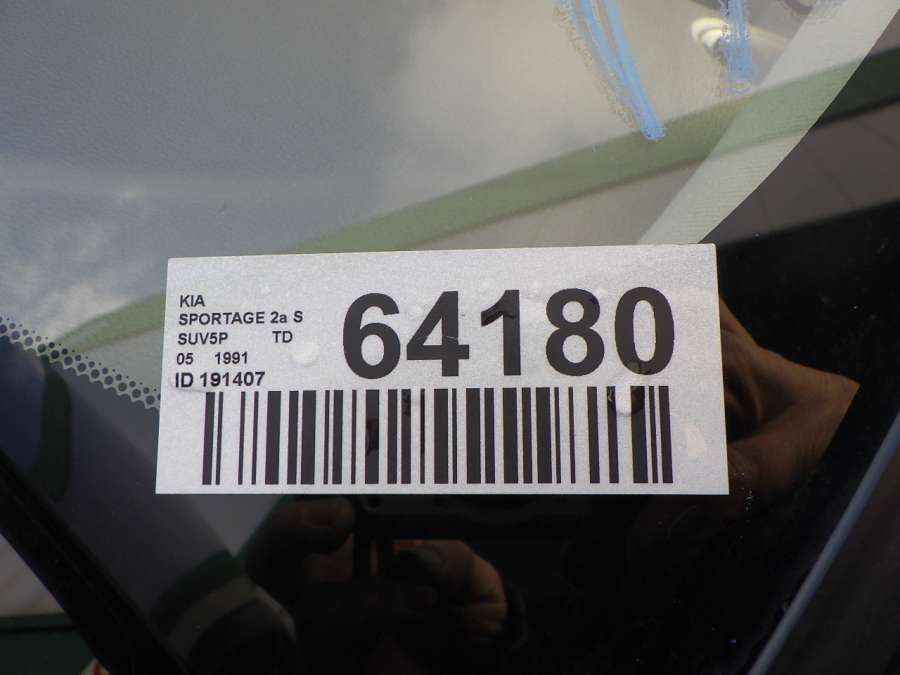 KIA
SPORTAGE 2a S
SUV5P TD
05 1991
ID 191407
64180